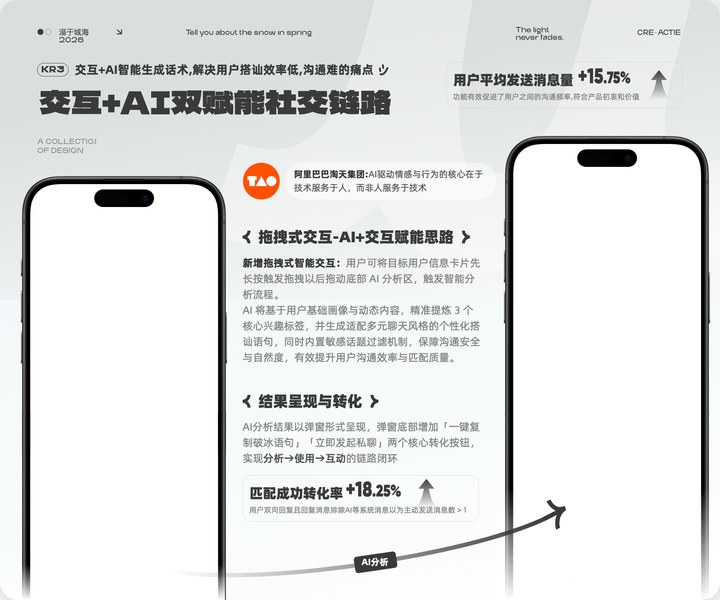 溺于城海
2026
Tell you about the snow in spring
The light
never fades.
CRE-ACTIE
KR3 交互+AI智能生成话术,解决用户搭讪效率低,沟通难的痛点
交互+AI双赋能社交链路
用户平均发送消息量 +15.75%
功能有效促进了用户之间的沟通频率,符合产品初衷和价值
A COLLECTIO
OF DESIGN
TAO
阿里巴巴淘天集团:AI驱动情感与行为的核心在于
技术服务于人，而非人服务于技术
拖拽式交互-AI+交互赋能思路
新增拖拽式智能交互：用户可将目标用户信息卡片先
长按触发拖拽以后拖动底部 AI 分析区，触发智能分
析流程。
AI 将基于用户基础画像与动态内容，精准提炼 3 个
核心兴趣标签，并生成适配多元聊天风格的个性化搭
讪语句，同时内置敏感话题过滤机制，保障沟通安全
与自然度，有效提升用户沟通效率与匹配质量。
结果呈现与转化
AI分析结果以弹窗形式呈现，弹窗底部增加「一键复
制破冰语句」「立即发起私聊」两个核心转化按钮，
实现分析→使用→互动的链路闭环
匹配成功转化率 +18.25%
用户双向回复且回复消息排除AI等系统消息以为主动发送消息数 > 1
AI分析